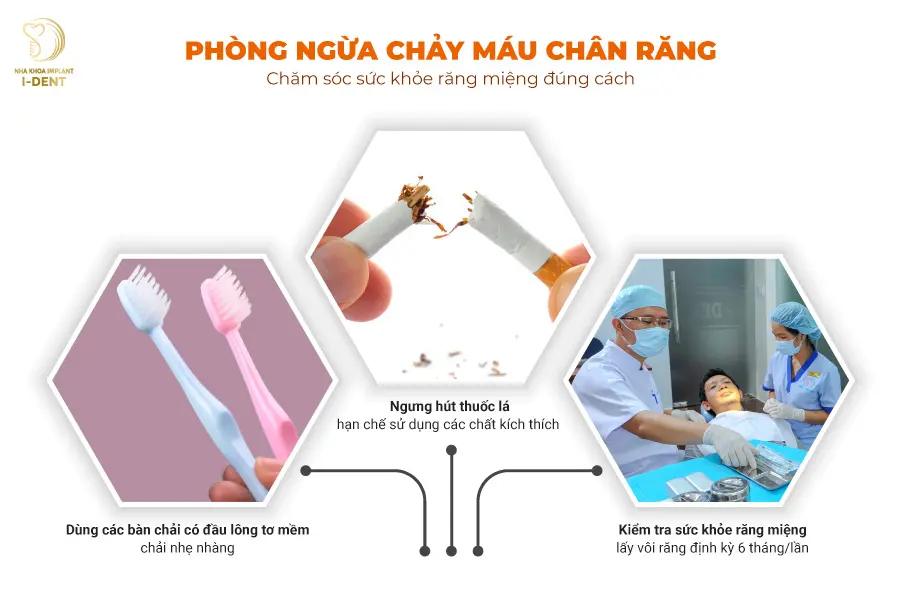 NHA KHOA IMPLANT
I-DENT
PHÒNG NGỪA CHẢY MÁU CHÂN RĂNG
Chăm sóc sức khỏe răng miệng đúng cách
Ngưng hút thuốc lá
hạn chế sử dụng các chất kích thích
Dùng các bàn chải có đầu lông tơ mềm
chải nhẹ nhàng
Kiểm tra sức khỏe răng miệng
lấy vôi răng định kỳ 6 tháng/lần